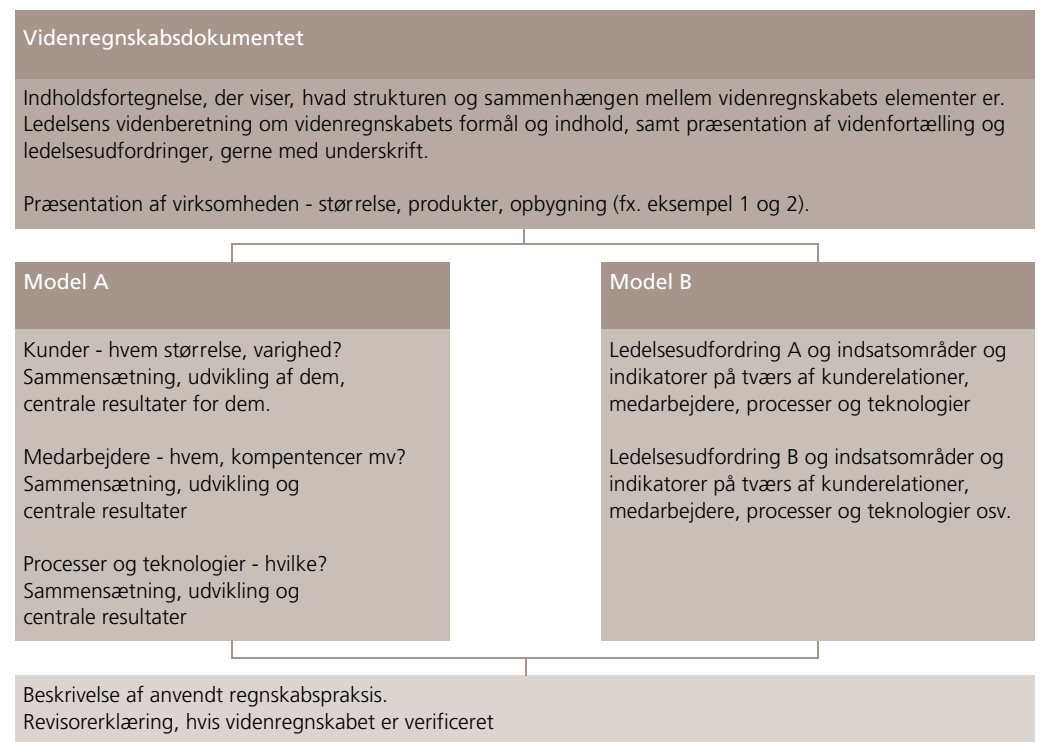 Videnregnskabsdokumentet
Indholdsfortegnelse, der viser, hvad strukturen og sammenhængen mellem videnregnskabets elementer er.
Ledelsens videnberetning om videnregnskabets formål og indhold, samt præsentation af videnfortælling og
ledelsesudfordringer, gerne med underskrift.
Præsentation af virksomheden - størrelse, produkter, opbygning (fx. eksempel 1 og 2).
Model A
Kunder - hvem størrelse, varighed?
Sammensætning, udvikling af dem,
centrale resultater for dem.
Medarbejdere - hvem, kompentencer mv?
Sammensætning, udvikling og
centrale resultater
Processer og teknologier - hvilke?
Sammensætning, udvikling og
centrale resultater
Model B
Ledelsesudfordring A og indsatsområder og
indikatorer på tværs af kunderelationer,
medarbejdere, processer og teknologier
Ledelsesudfordring B og indsatsområder og
indikatorer på tværs af kunderelationer,
medarbejdere, processer og teknologier osv.
Beskrivelse af anvendt regnskabspraksis.
Revisorerklæring, hvis videnregnskabet er verificeret